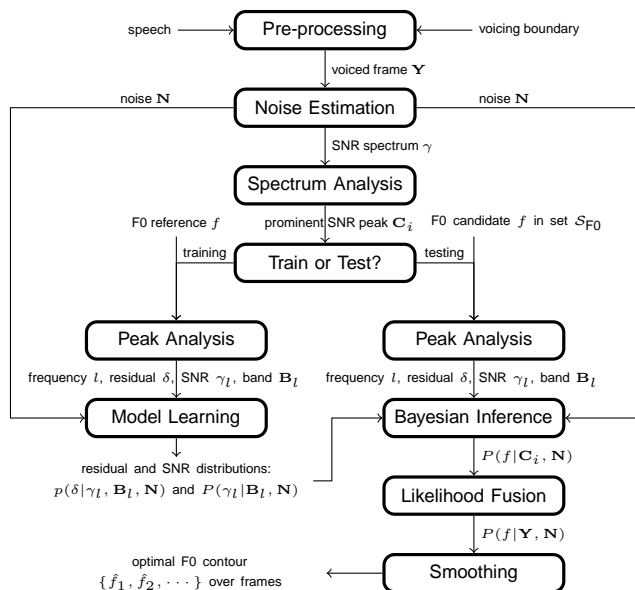 speech
Pre-processing
voicing boundary
voiced frame Y
noise N
Noise Estimation
noise N
SNR spectrum γ
Spectrum Analysis
F0 reference f
prominent SNR peak C_i
F0 candidate f in set S_F0
training
Train or Test?
testing
Peak Analysis
Peak Analysis
frequency l, residual δ, SNR γ_l, band B_l
frequency l, residual δ, SNR γ_l, band B_l
Model Learning
Bayesian Inference
residual and SNR distributions:
p(δ|γ_l, B_l, N) and P(γ_l|B_l, N)
P(f|C_i, N)
Likelihood Fusion
P(f|Y, N)
optimal F0 contour
{f̂_1, f̂_2, · · · } over frames
Smoothing